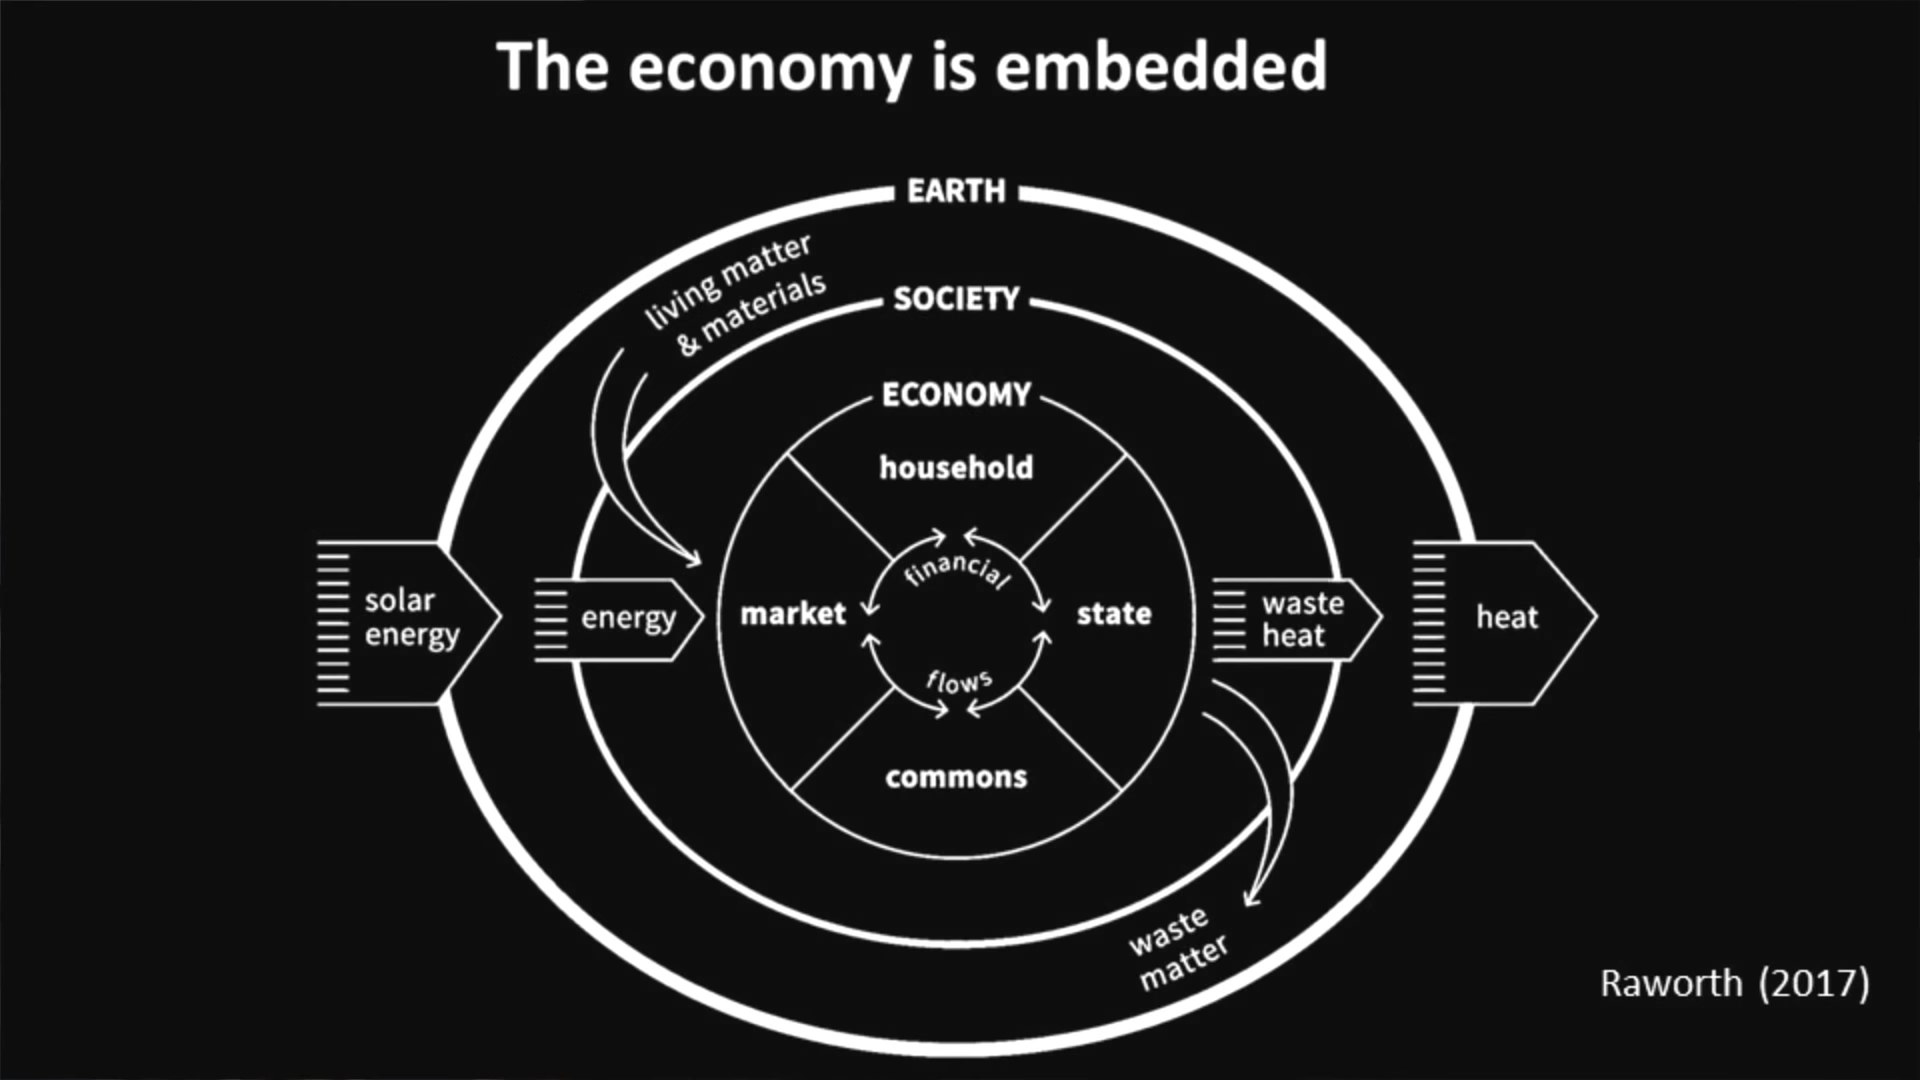 The economy is embedded
EARTH
living matter
& materials
SOCIETY
ECONOMY
household
financial
solar
energy
energy
market
state
waste
heat
heat
flows
commons
waste
matter
Raworth (2017)